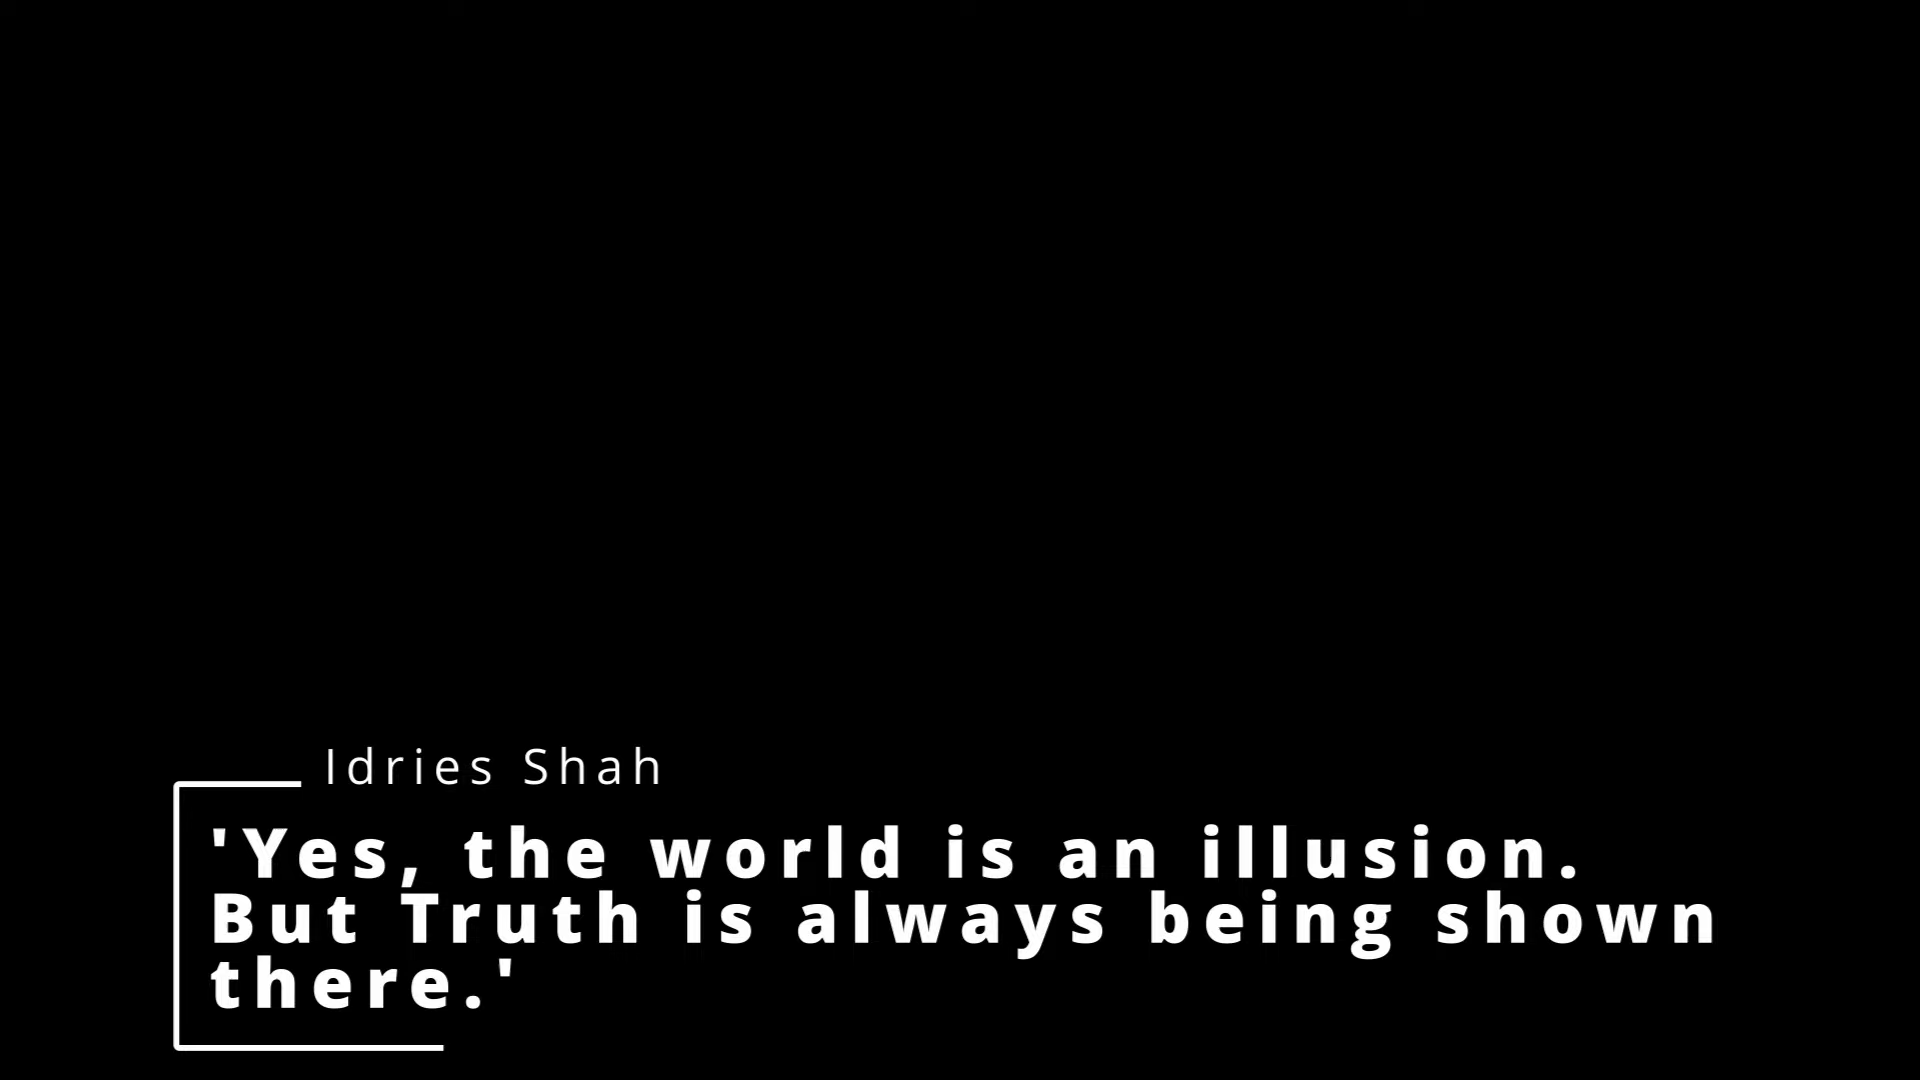 Idries Shah
'Yes, the world is an illusion.
But Truth is always being shown
there.'